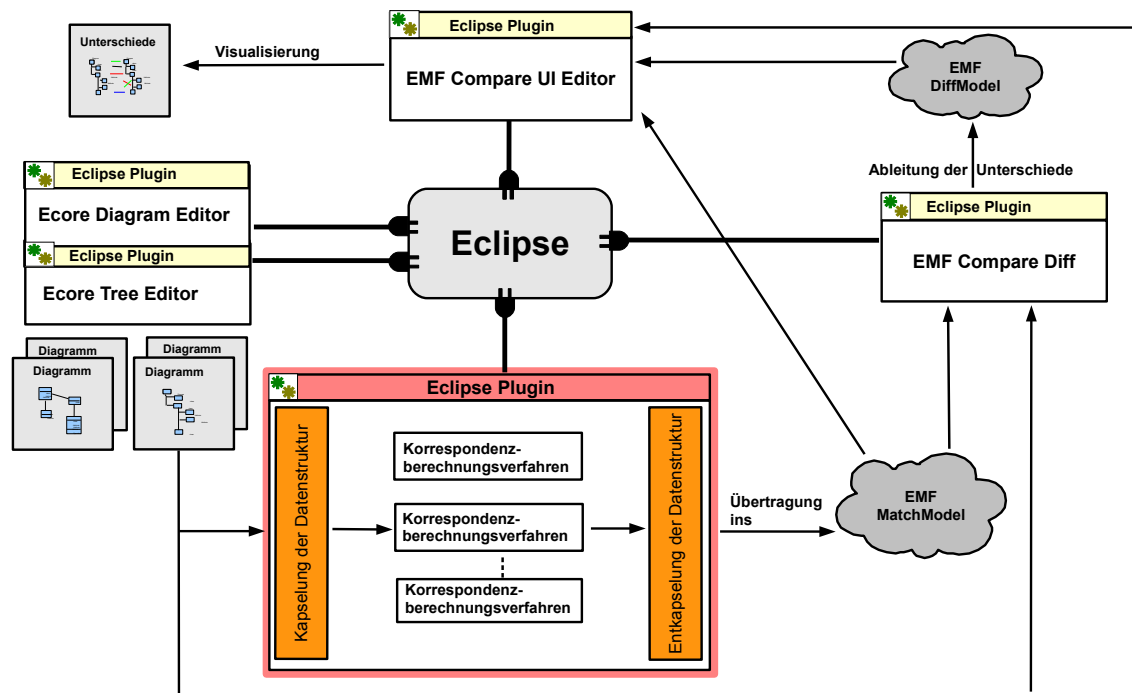 Eclipse Plugin
EMF Compare UI Editor
Unterschiede
Visualisierung
EMF
DiffModel
Ableitung der Unterschiede
Eclipse Plugin
Ecore Diagram Editor
Eclipse Plugin
Ecore Tree Editor
Eclipse
Eclipse Plugin
EMF Compare Diff
Diagramm
Diagramm
Diagramm
Diagramm
Eclipse Plugin
Kapselung der Datenstruktur
Korrespondenz-
berechnungsverfahren
Korrespondenz-
berechnungsverfahren
Korrespondenz-
berechnungsverfahren
Entkapselung der Datenstruktur
Übertragung
ins
EMF
MatchModel